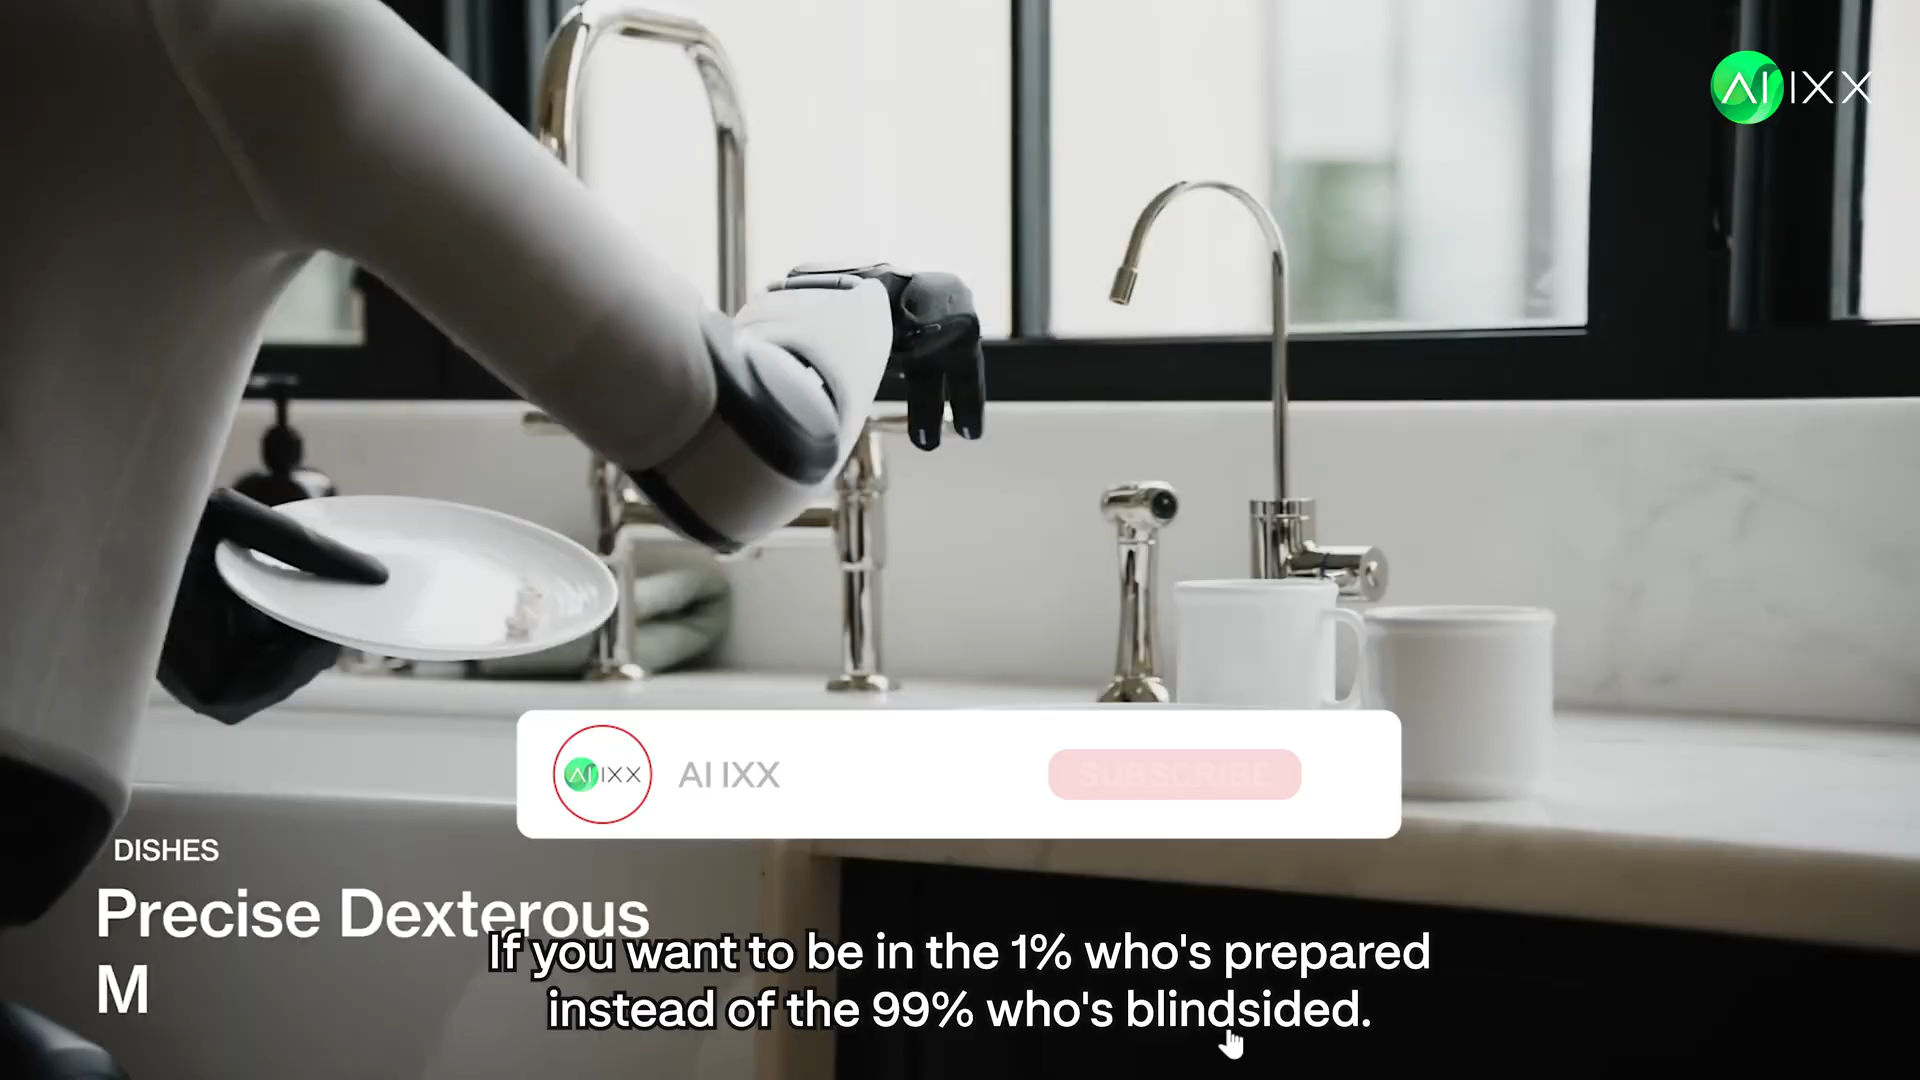 AI IXX
AI IXX
AI IXX
SUBSCRIBE
DISHES
Precise Dexterous
M
If you want to be in the 1% who's prepared
instead of the 99% who's blindsided.